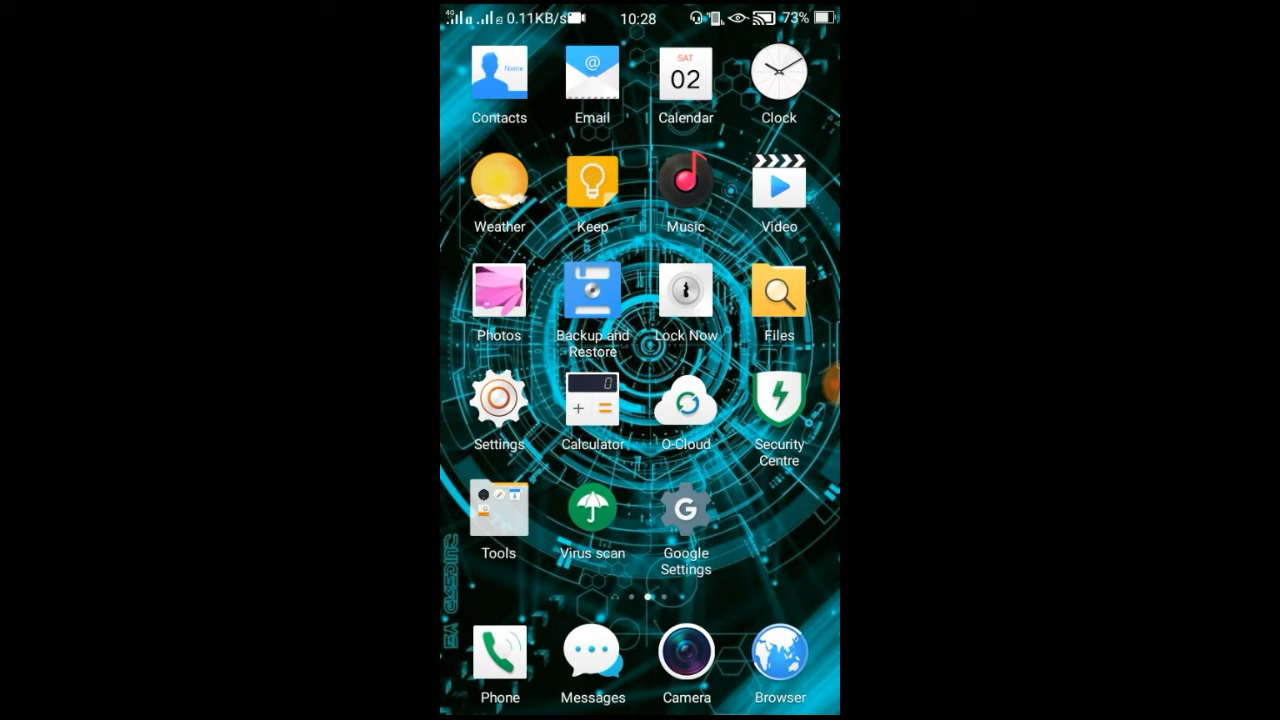 4G 0.11KB/s 10:28 73%
Name @ SAT
02
Contacts Email Calendar Clock
Weather Keep Music Video
Photos Backup and Restore Lock Now Files
0
Settings Calculator O-Cloud Security Centre
G
Tools Virus scan Google Settings
Phone Messages Camera Browser